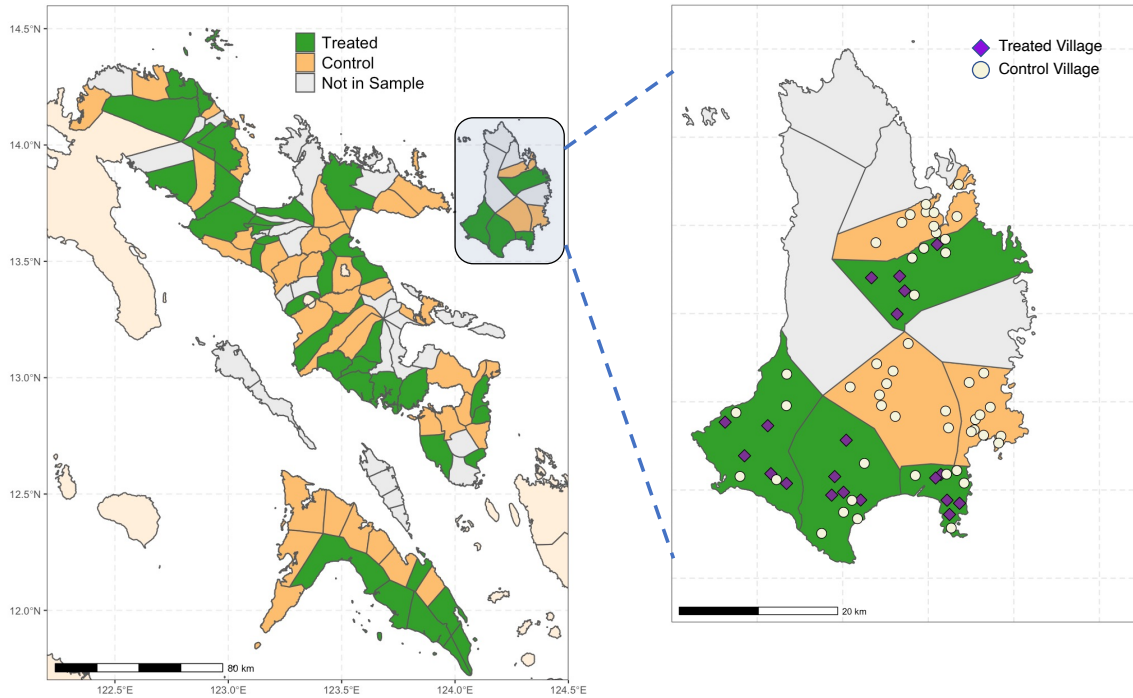 14.5°N
14.0°N
13.5°N
13.0°N
12.5°N
12.0°N
122.5°E
123.0°E
123.5°E
124.0°E
124.5°E
Treated
Control
Not in Sample
80 km
Treated Village
Control Village
20 km